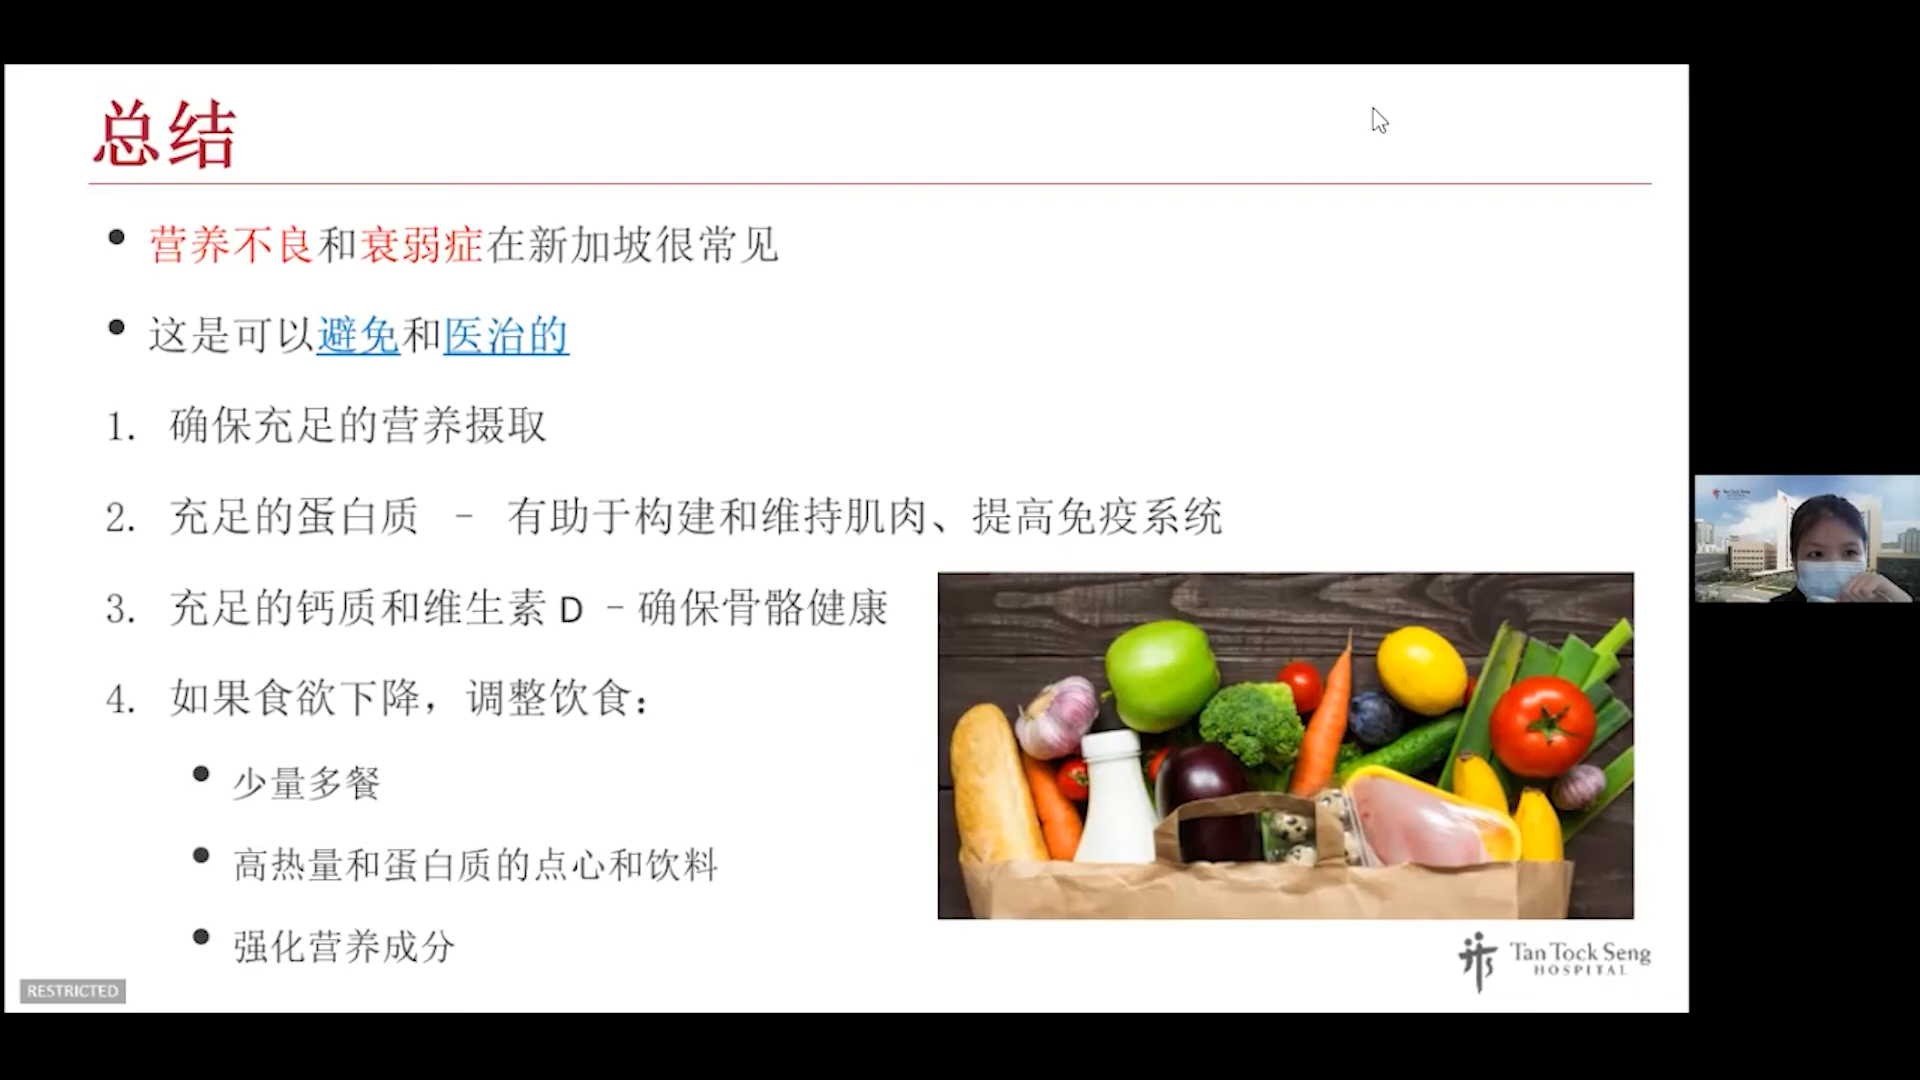 总结
营养不良和衰弱症在新加坡很常见
这是可以避免和医治的
1. 确保充足的营养摄取
2. 充足的蛋白质 – 有助于构建和维持肌肉、提高免疫系统
3. 充足的钙质和维生素 D –确保骨骼健康
4. 如果食欲下降，调整饮食：
少量多餐
高热量和蛋白质的点心和饮料
强化营养成分
Tan Tock Seng
HOSPITAL
RESTRICTED
Tan Tock Seng